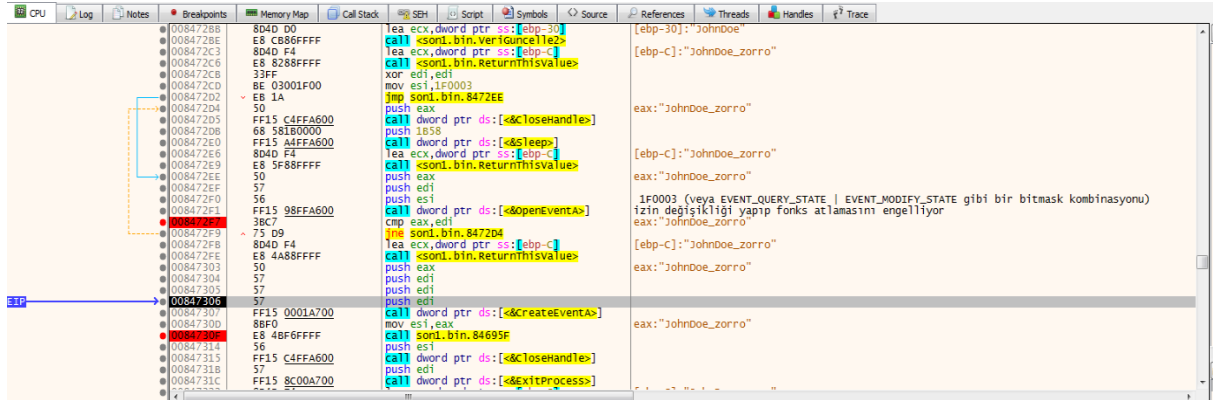 CPU Log Notes Breakpoints Memory Map Call Stack SEH Script Symbols Source References Threads Handles Trace
008472BB 8D4D D0 lea ecx,dword ptr ss:[ebp-30] [ebp-30]:"JohnDoe"
008472BE E8 CB86FFFF call <son1.bin.VeriGuncelle2>
008472C3 8D4D F4 lea ecx,dword ptr ss:[ebp-C] [ebp-C]:"JohnDoe_zorro"
008472C6 E8 8288FFFF call <son1.bin.ReturnThisValue>
008472CB 33FF xor edi,edi
008472CD BE 03001F00 mov esi,1F0003
008472D2 EB 1A jmp son1.bin.8472EE
008472D4 50 push eax eax:"JohnDoe_zorro"
008472D5 FF15 C4FFA600 call dword ptr ds:[<&CloseHandle>]
008472DB 68 581B0000 push 1B58
008472E0 FF15 A4FFA600 call dword ptr ds:[<&Sleep>]
008472E6 8D4D F4 lea ecx,dword ptr ss:[ebp-C] [ebp-C]:"JohnDoe_zorro"
008472E9 E8 5F88FFFF call <son1.bin.ReturnThisValue>
008472EE 50 push eax eax:"JohnDoe_zorro"
008472EF 57 push edi
008472F0 56 push esi 1F0003 (veya EVENT_QUERY_STATE | EVENT_MODIFY_STATE gibi bir bitmask kombinasyonu)
008472F1 FF15 98FFA600 call dword ptr ds:[<&OpenEventA>] izin değişikliği yapıp fonks atlamasını engelliyor
008472F7 3BC7 cmp eax,edi eax:"JohnDoe_zorro"
008472F9 75 D9 jne son1.bin.8472D4
008472FB 8D4D F4 lea ecx,dword ptr ss:[ebp-C] [ebp-C]:"JohnDoe_zorro"
008472FE E8 4A88FFFF call <son1.bin.ReturnThisValue>
00847303 50 push eax eax:"JohnDoe_zorro"
00847304 57 push edi
00847305 57 push edi
EIP 00847306 57 push edi
00847307 FF15 0001A700 call dword ptr ds:[<&CreateEventA>]
0084730D 8BF0 mov esi,eax eax:"JohnDoe_zorro"
0084730F E8 4BF6FFFF call son1.bin.84695F
00847314 56 push esi
00847315 FF15 C4FFA600 call dword ptr ds:[<&CloseHandle>]
0084731B 57 push edi
0084731C FF15 8C00A700 call dword ptr ds:[<&ExitProcess>]